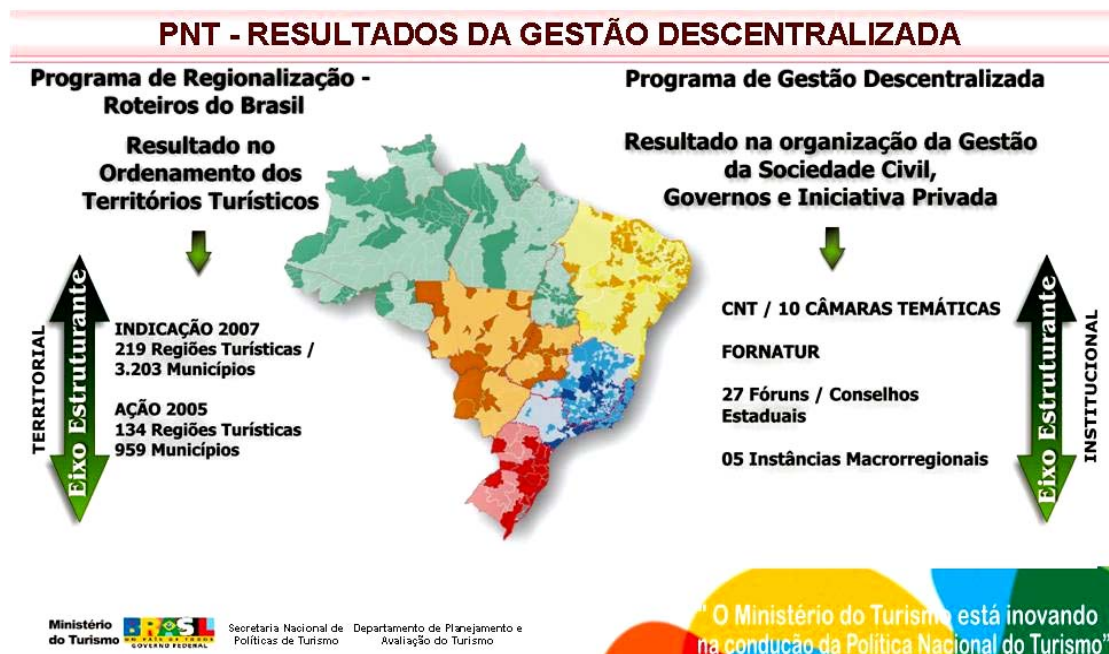 PNT - RESULTADOS DA GESTÃO DESCENTRALIZADA
Programa de Regionalização -
Roteiros do Brasil
Resultado no
Ordenamento dos
Territórios Turísticos
TERRITORIAL
Eixo Estruturante
INDICAÇÃO 2007
219 Regiões Turísticas /
3.203 Municípios
AÇÃO 2005
134 Regiões Turísticas
959 Municípios
Programa de Gestão Descentralizada
Resultado na organização da Gestão
da Sociedade Civil,
Governos e Iniciativa Privada
CNT / 10 CÂMARAS TEMÁTICAS
FORNATUR
27 Fóruns / Conselhos
Estaduais
05 Instâncias Macrorregionais
Eixo Estruturante
INSTITUCIONAL
Ministério
do Turismo
BRASIL
UM PAÍS DE TODOS
GOVERNO FEDERAL
Secretaria Nacional de
Políticas de Turismo
Departamento de Planejamento e
Avaliação do Turismo
" O Ministério do Turismo está inovando
na condução da Política Nacional do Turismo"